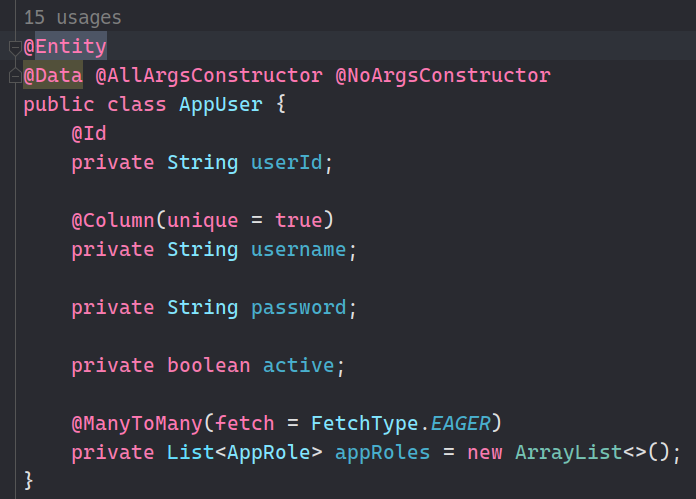 15 usages
@Entity
@Data @AllArgsConstructor @NoArgsConstructor
public class AppUser {
    @Id
    private String userId;
    @Column(unique = true)
    private String username;
    private String password;
    private boolean active;
    @ManyToMany(fetch = FetchType.EAGER)
    private List<AppRole> appRoles = new ArrayList<>();
}